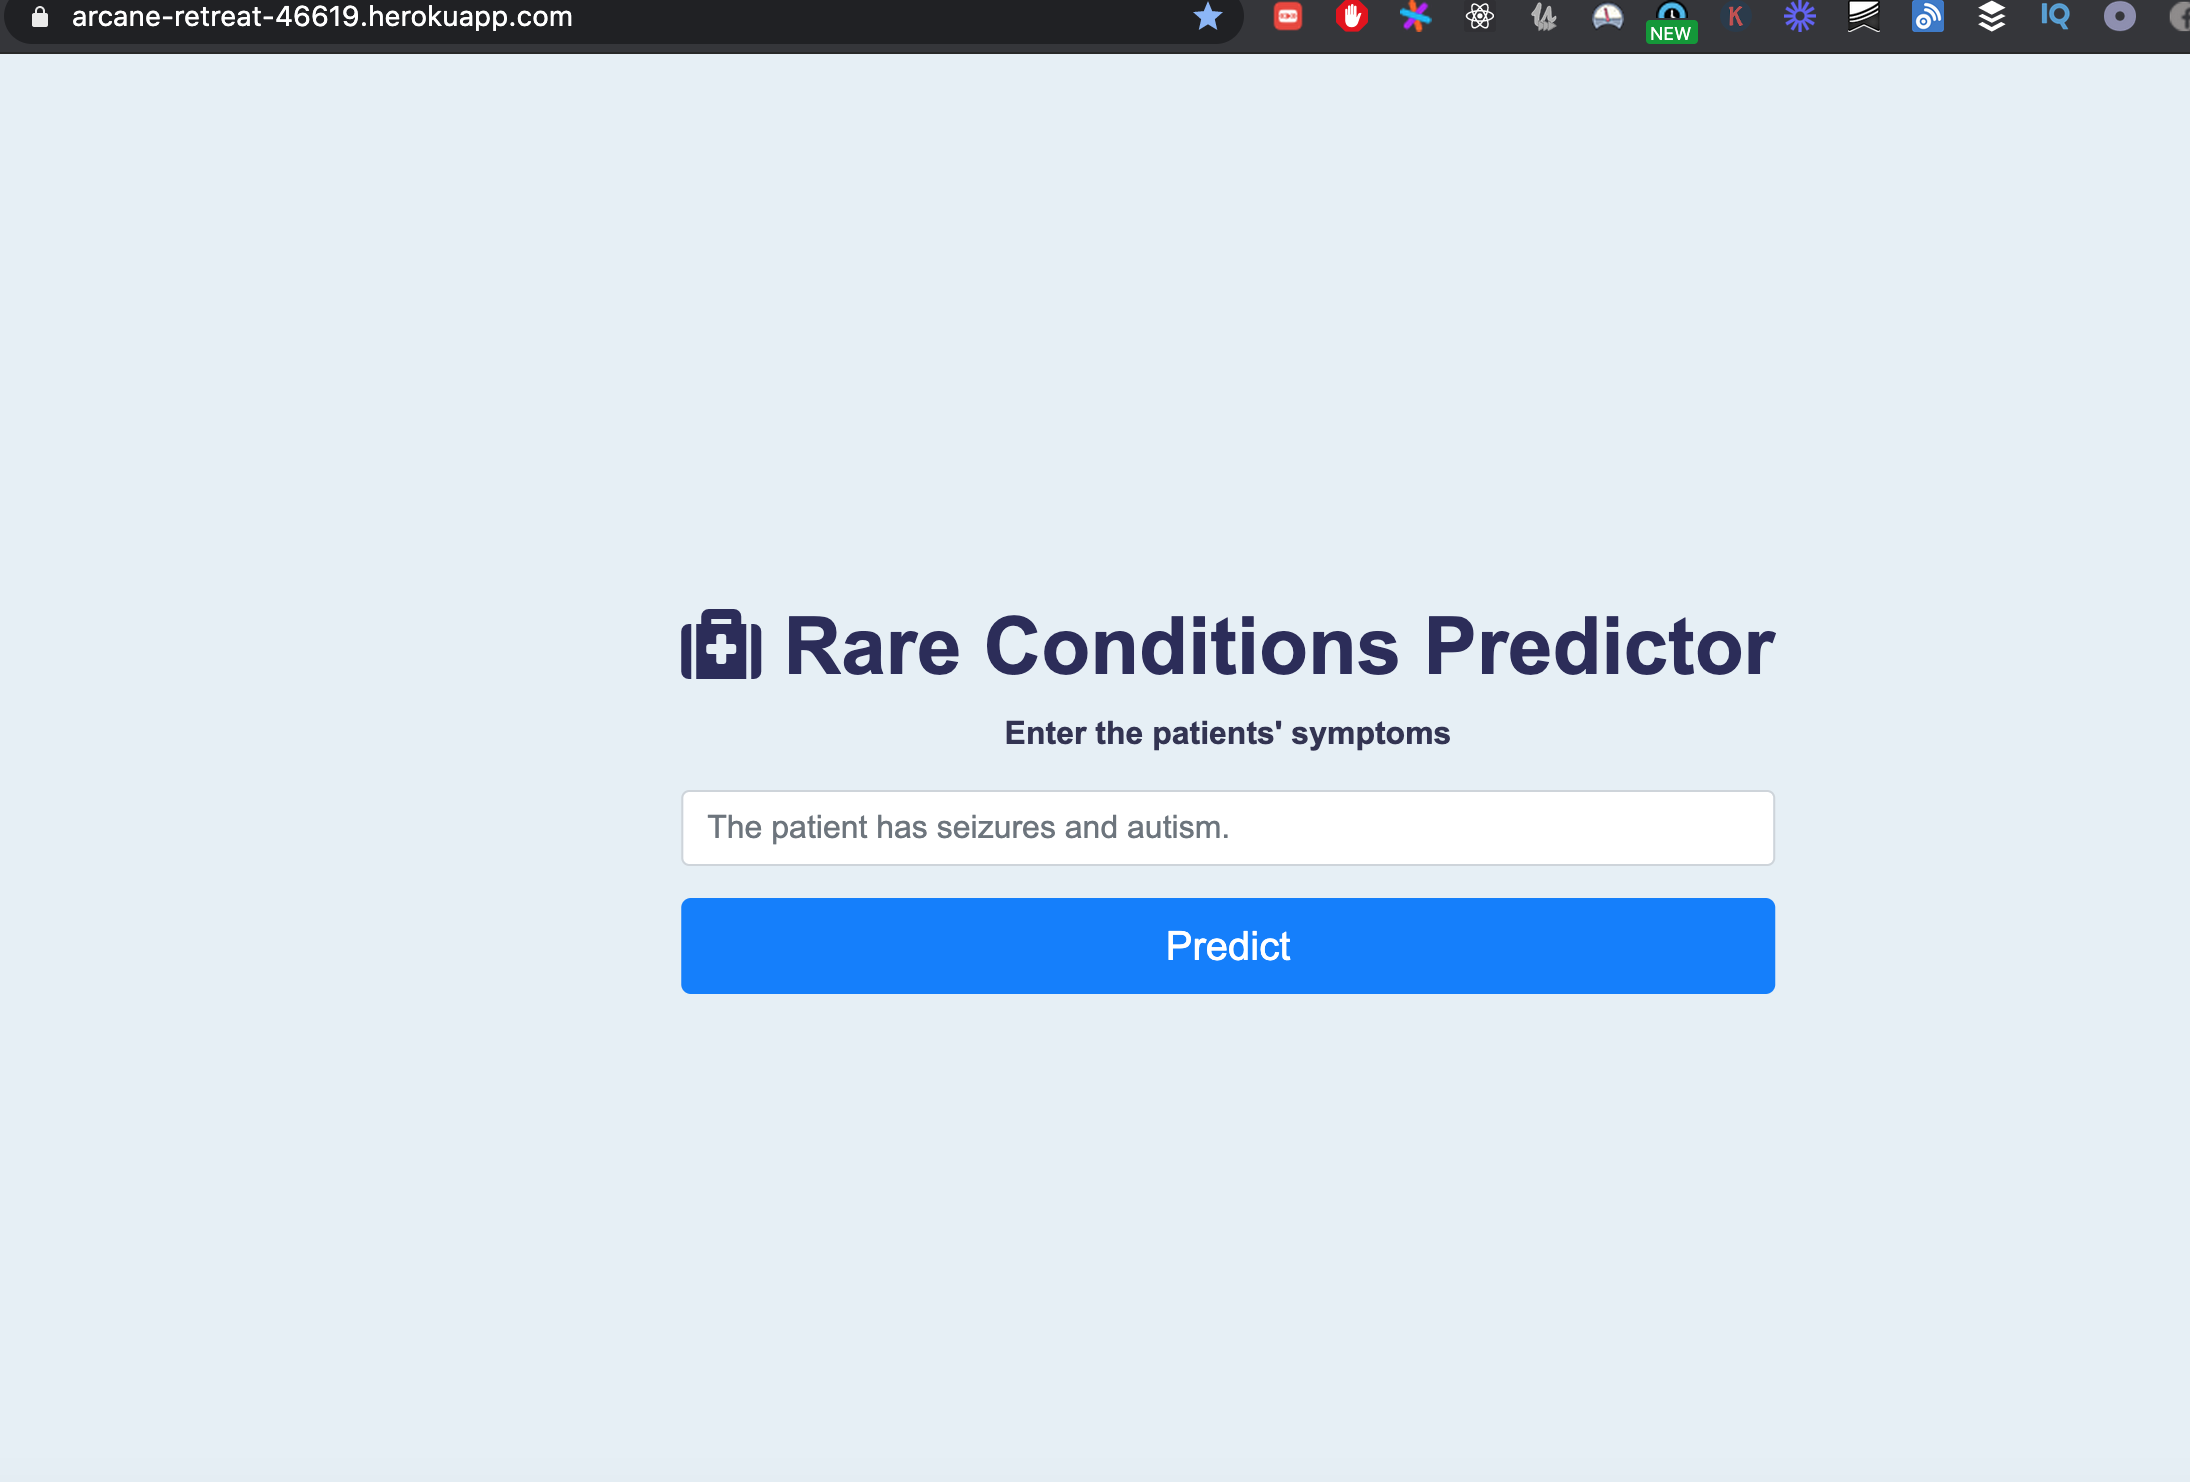 arcane-retreat-46619.herokuapp.com
NEW
K
IQ
Rare Conditions Predictor
Enter the patients' symptoms
The patient has seizures and autism.
Predict